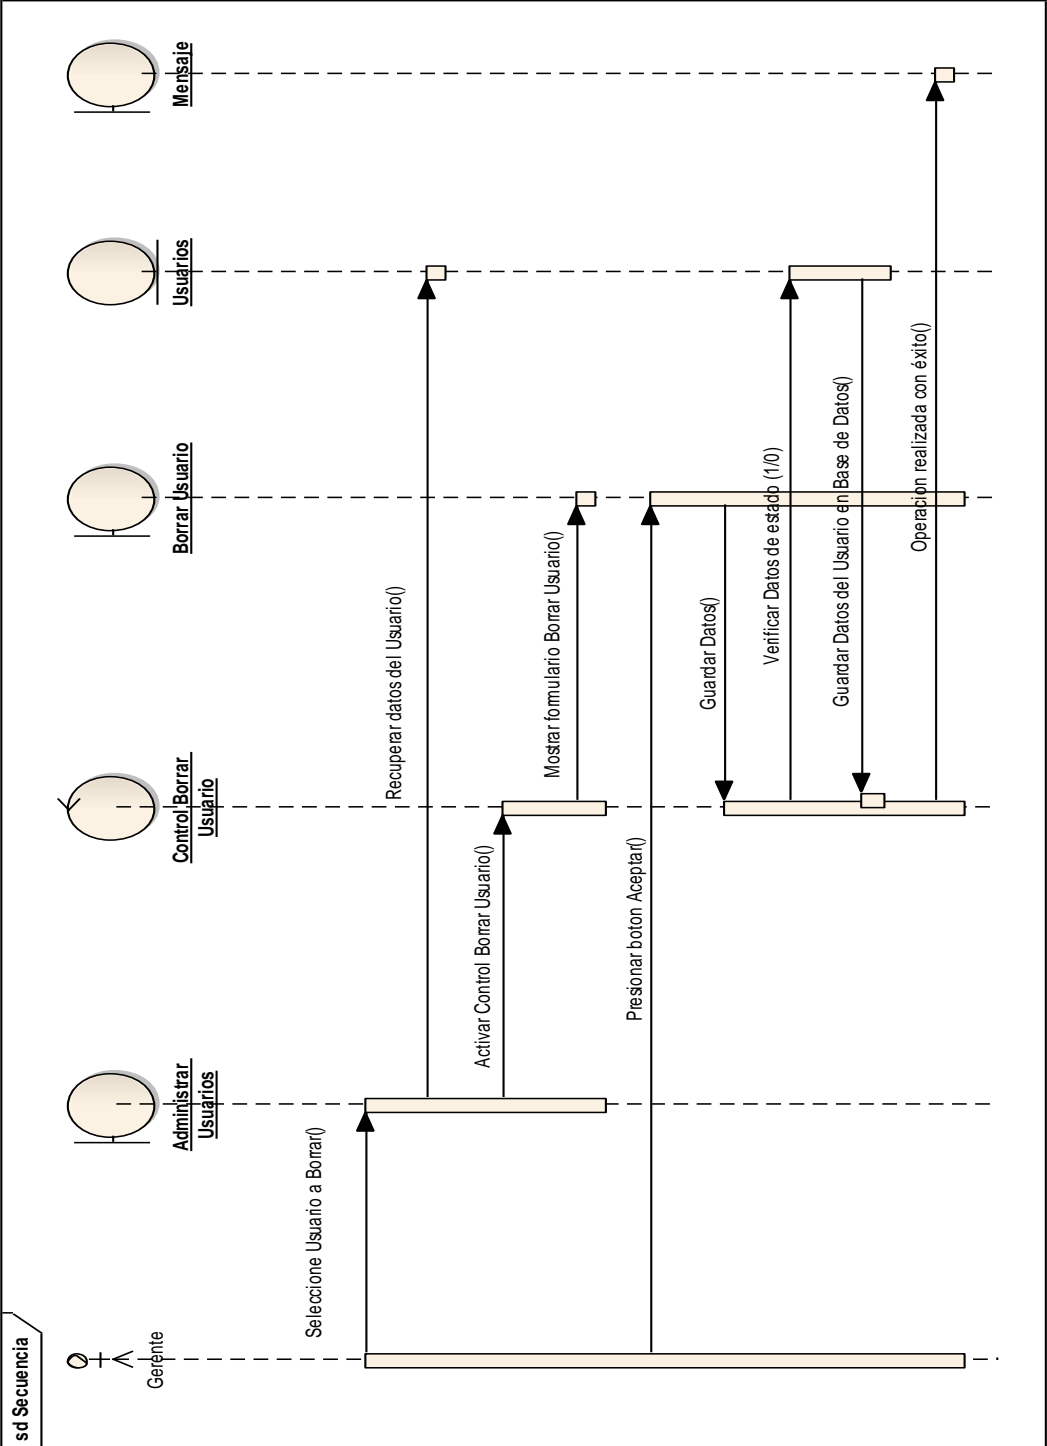 sd Secuencia
Gerente
Administrar
Usuarios
Control Borrar
Usuario
Borrar Usuario
Usuarios
Mensaje
Seleccione Usuario a Borrar()
Recuperar datos del Usuario()
Activar Control Borrar Usuario()
Mostrar formulario Borrar Usuario()
Presionar boton Aceptar()
Guardar Datos()
Verificar Datos de estado (1/0)
Guardar Datos del Usuario en Base de Datos()
Operacion realizada con éxito()